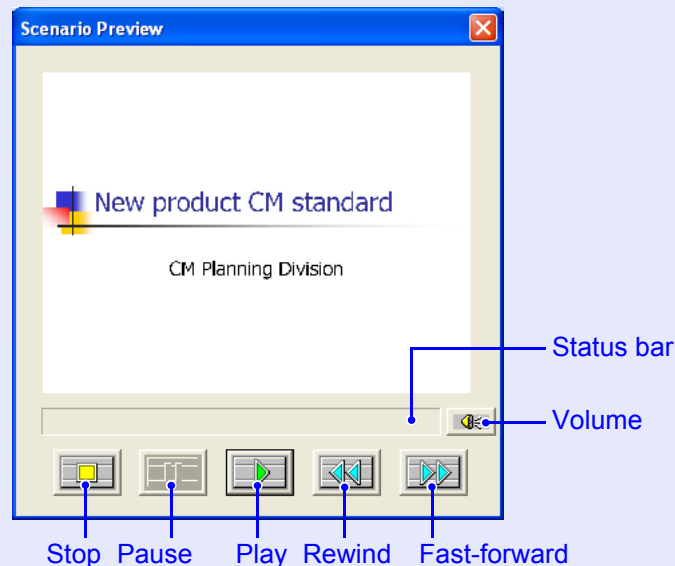 Scenario Preview
New product CM standard
CM Planning Division
Status bar
Volume
Stop Pause Play Rewind Fast-forward